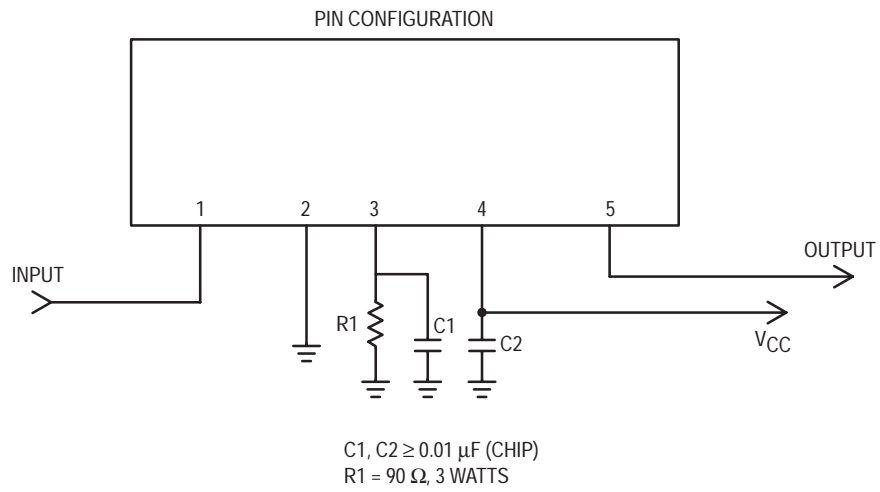 PIN CONFIGURATION
1 2 3 4 5
INPUT
OUTPUT
R1
C1
C2
VCC
C1, C2 ≥ 0.01 μF (CHIP)
R1 = 90 Ω, 3 WATTS